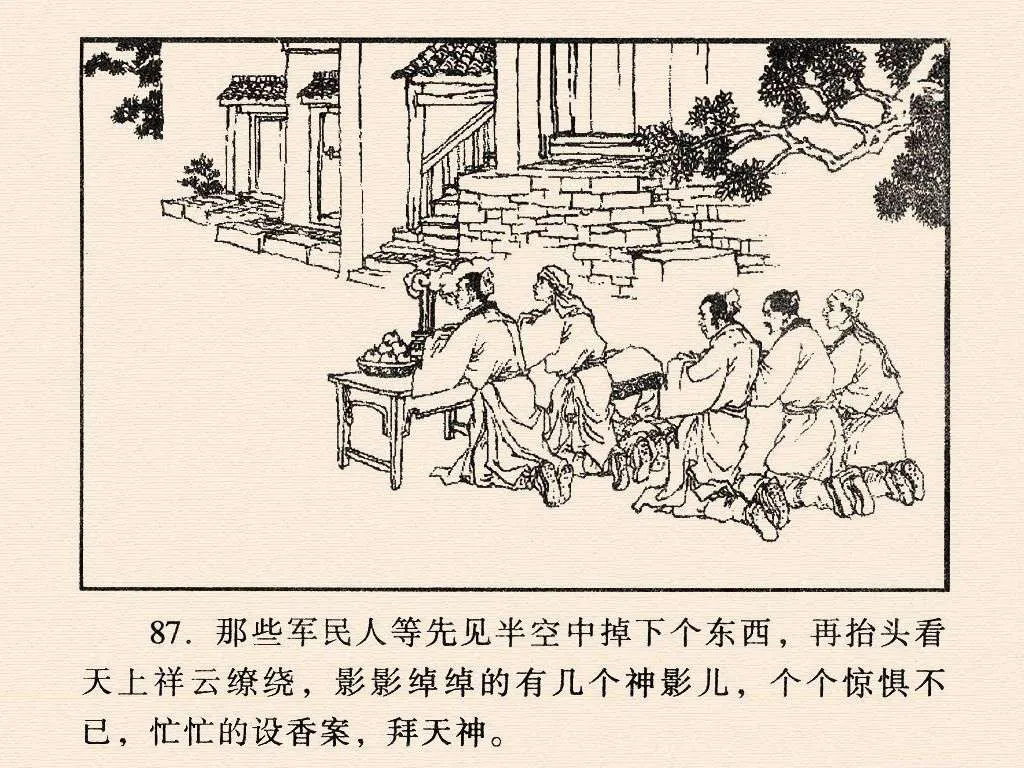 87. 那些军民人等先见半空中掉下个东西，再抬头看
天上祥云缭绕，影影绰绰的有几个神影儿，个个惊惧不
已，忙忙的设香案，拜天神。